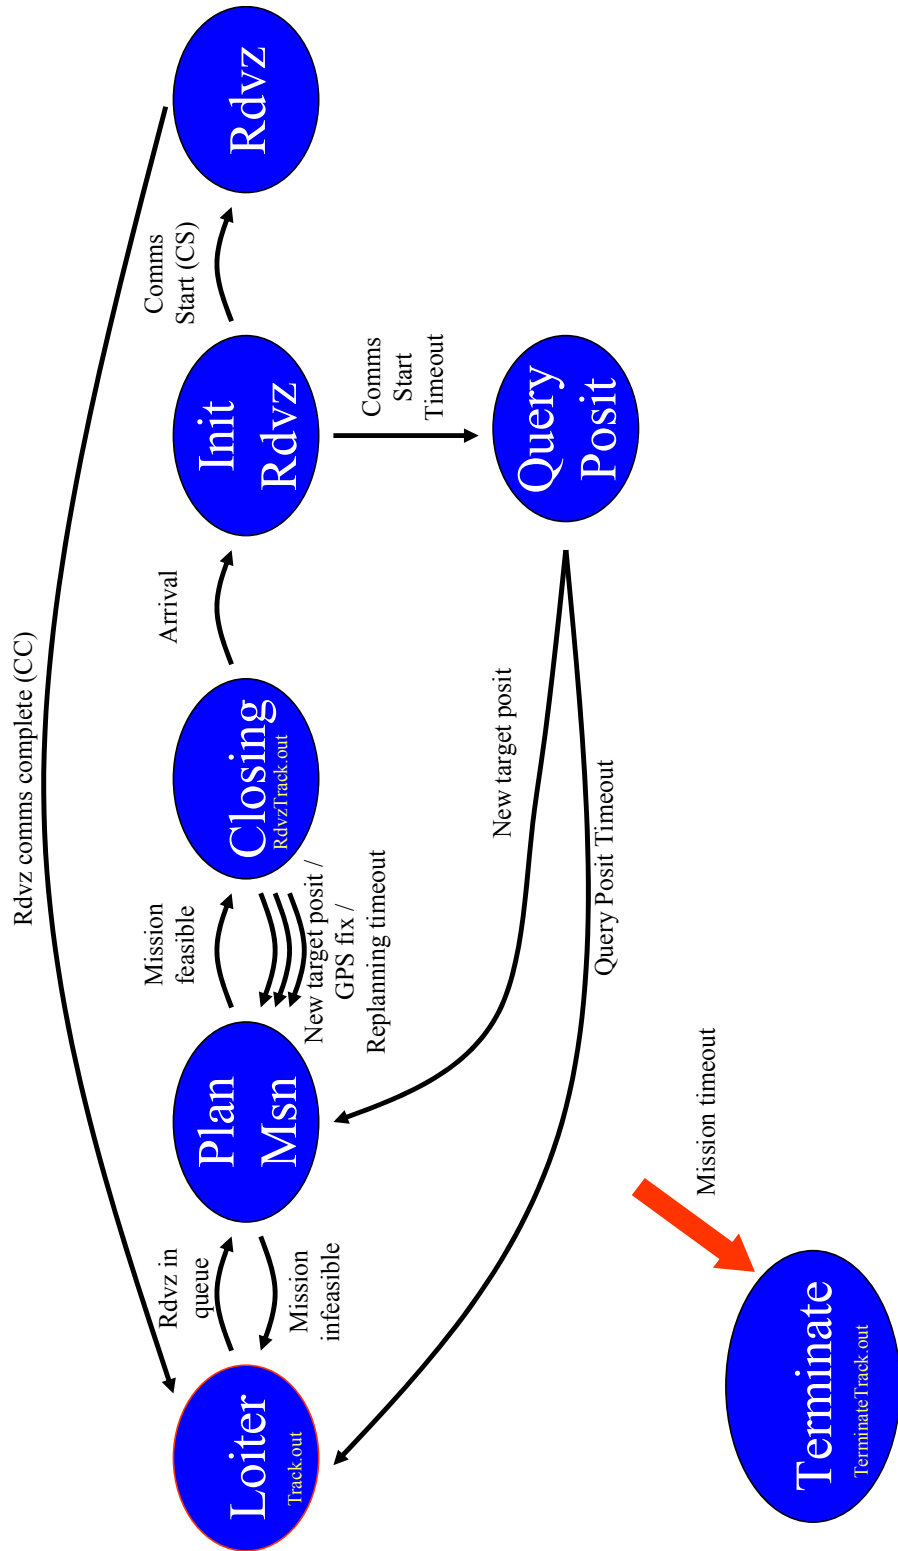 Rdvz comms complete (CC)
Rdvz in
queue
Mission
feasible
Arrival
Comms
Start (CS)
Loiter
Track.out
Plan
Msn
Closing
RdvzTrack.out
Init
Rdvz
Rdvz
Mission
infeasible
New target posit /
GPS fix /
Replanning timeout
Comms
Start
Timeout
New target posit
Query
Posit
Query Posit Timeout
Mission timeout
Terminate
TerminateTrack.out